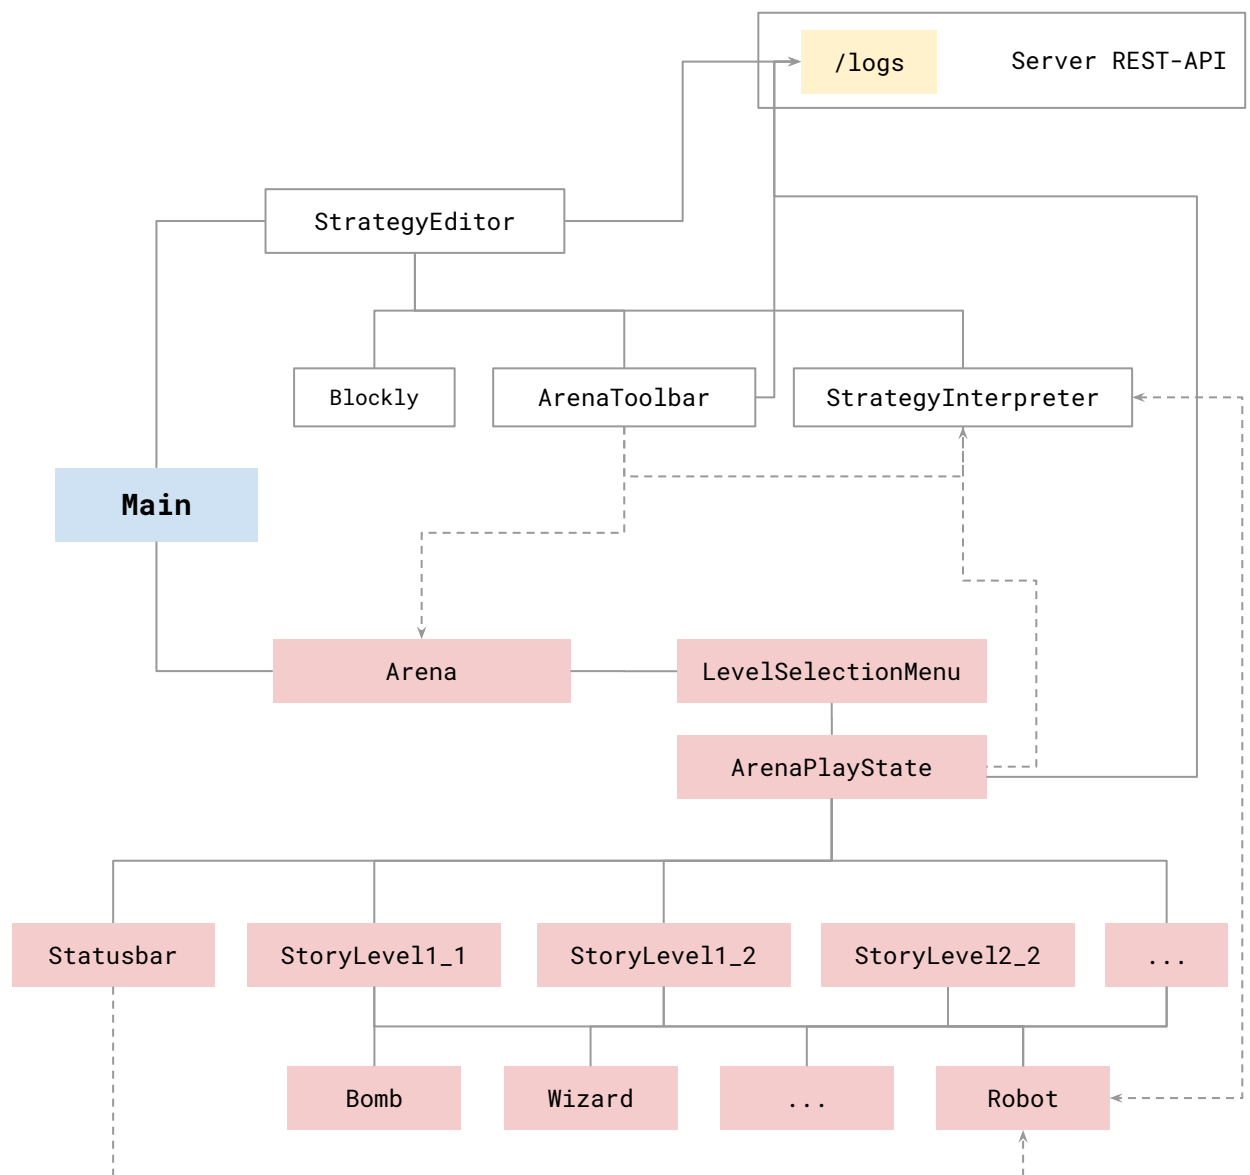 /logs
Server REST-API
StrategyEditor
Blockly
ArenaToolbar
StrategyInterpreter
Main
Arena
LevelSelectionMenu
ArenaPlayState
Statusbar
StoryLevel1_1
StoryLevel1_2
StoryLevel2_2
...
Bomb
Wizard
...
Robot